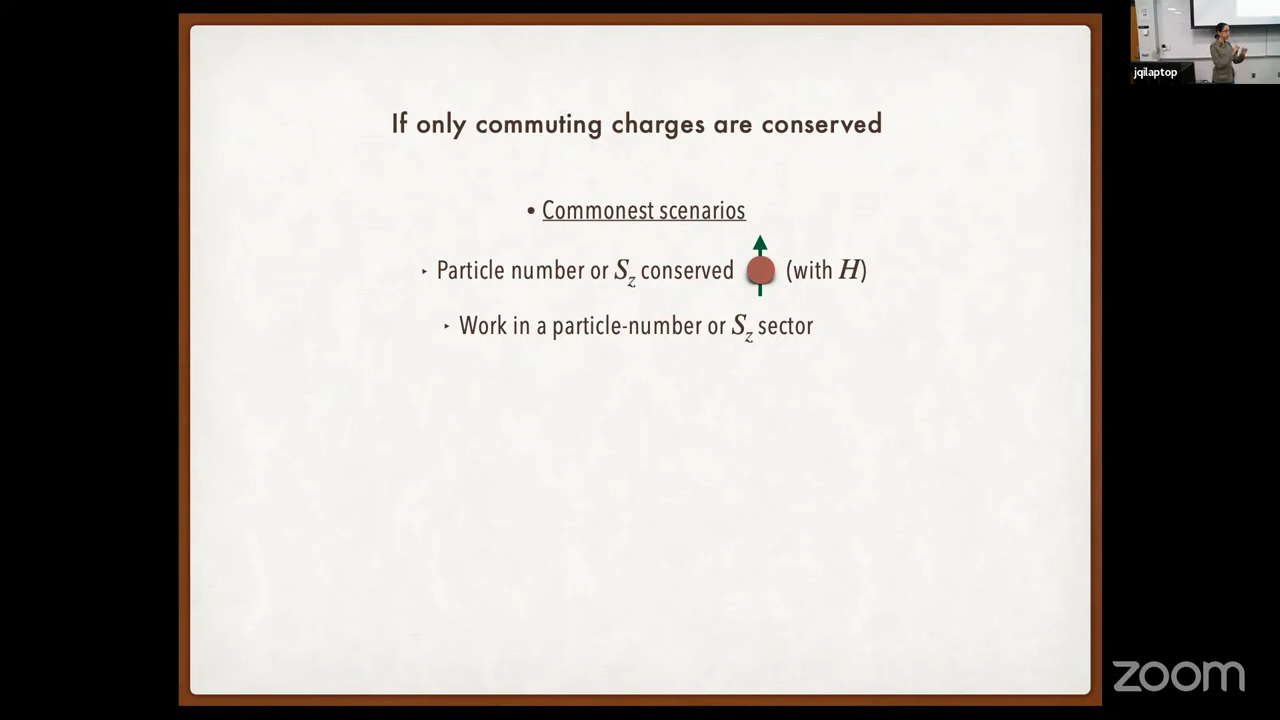 jqilaptop
If only commuting charges are conserved
• Commonest scenarios
‣ Particle number or S_z conserved (with H)
‣ Work in a particle-number or S_z sector
zoom